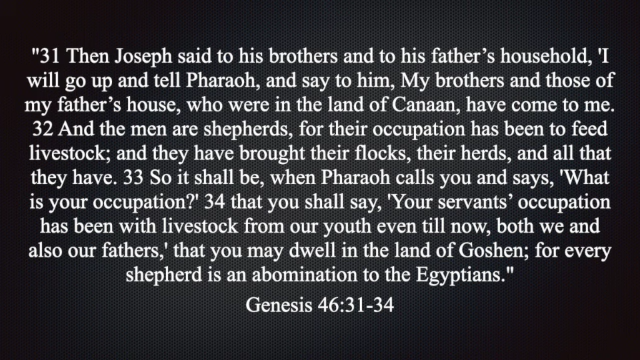 "31 Then Joseph said to his brothers and to his father’s household, 'I
will go up and tell Pharaoh, and say to him, My brothers and those of
my father’s house, who were in the land of Canaan, have come to me.
32 And the men are shepherds, for their occupation has been to feed
livestock; and they have brought their flocks, their herds, and all that
they have. 33 So it shall be, when Pharaoh calls you and says, 'What
is your occupation?' 34 that you shall say, 'Your servants’ occupation
has been with livestock from our youth even till now, both we and
also our fathers,' that you may dwell in the land of Goshen; for every
shepherd is an abomination to the Egyptians."
Genesis 46:31-34